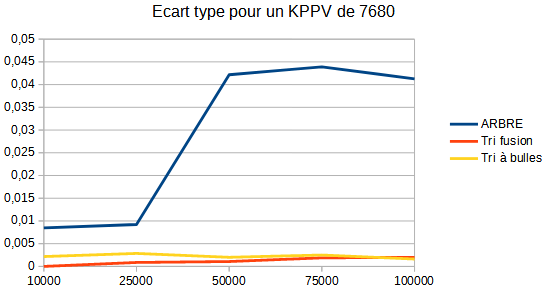 Ecart type pour un KPPV de 7680
0,05
0,045
0,04
0,035
0,03
0,025
0,02
0,015
0,01
0,005
0
10000 25000 50000 75000 100000
ARBRE
Tri fusion
Tri à bulles